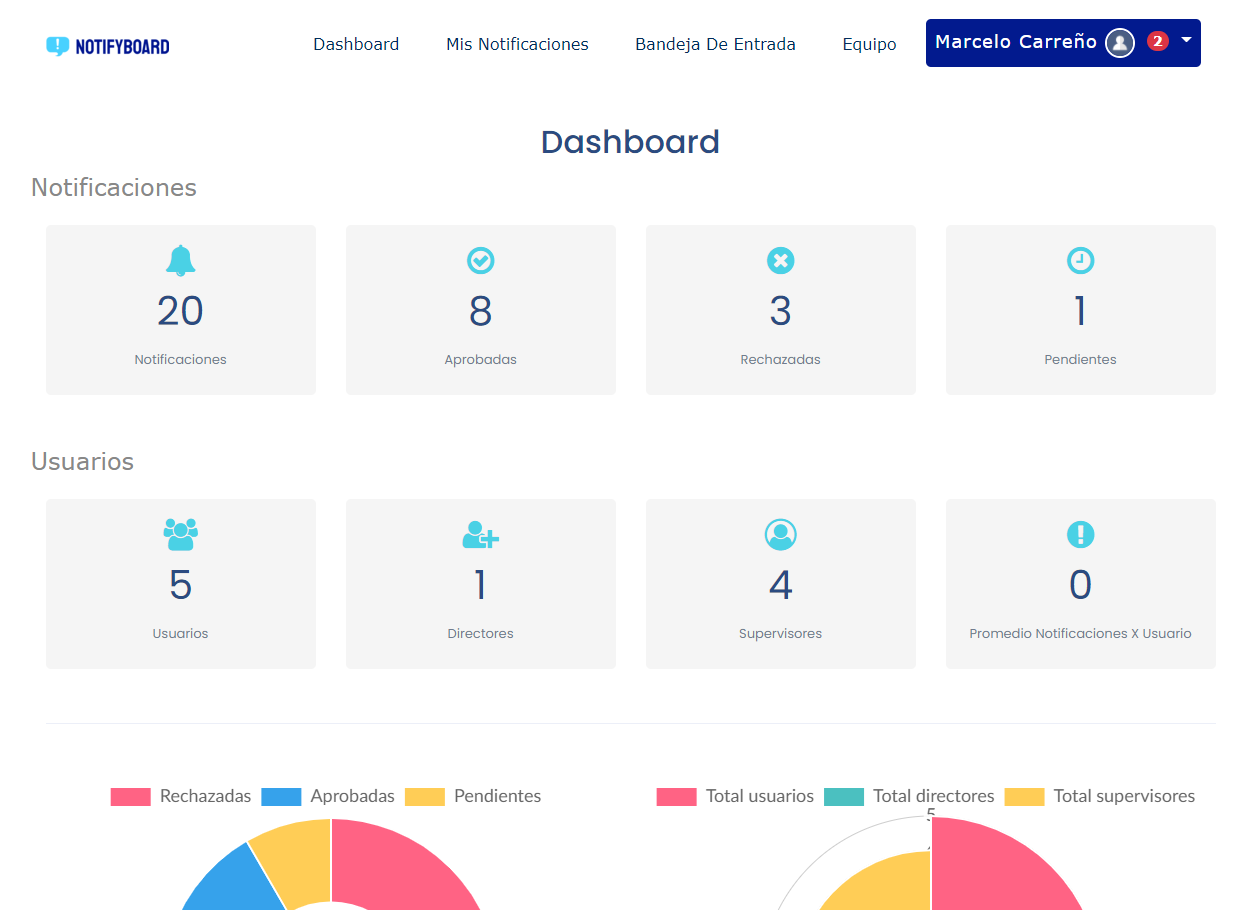 NOTIFYBOARD
Dashboard
Mis Notificaciones
Bandeja De Entrada
Equipo
Marcelo Carreño
2
Dashboard
Notificaciones
20
Notificaciones
8
Aprobadas
3
Rechazadas
1
Pendientes
Usuarios
5
Usuarios
1
Directores
4
Supervisores
0
Promedio Notificaciones X Usuario
Rechazadas
Aprobadas
Pendientes
Total usuarios
Total directores
Total supervisores
5